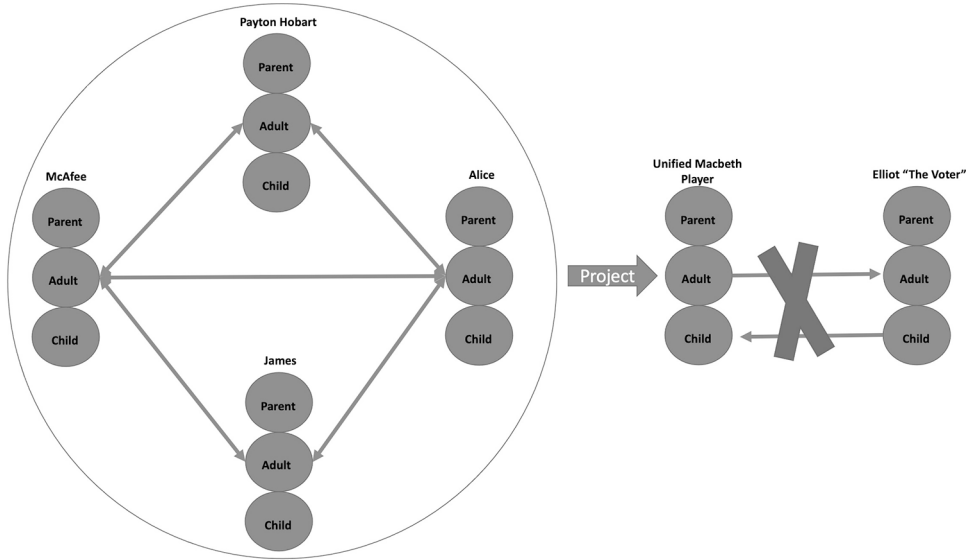 Payton Hobart
Parent
Adult
Child
McAfee
Parent
Adult
Child
Alice
Parent
Adult
Child
James
Parent
Adult
Child
Project
Unified Macbeth
Player
Parent
Adult
Child
Elliot “The Voter”
Parent
Adult
Child